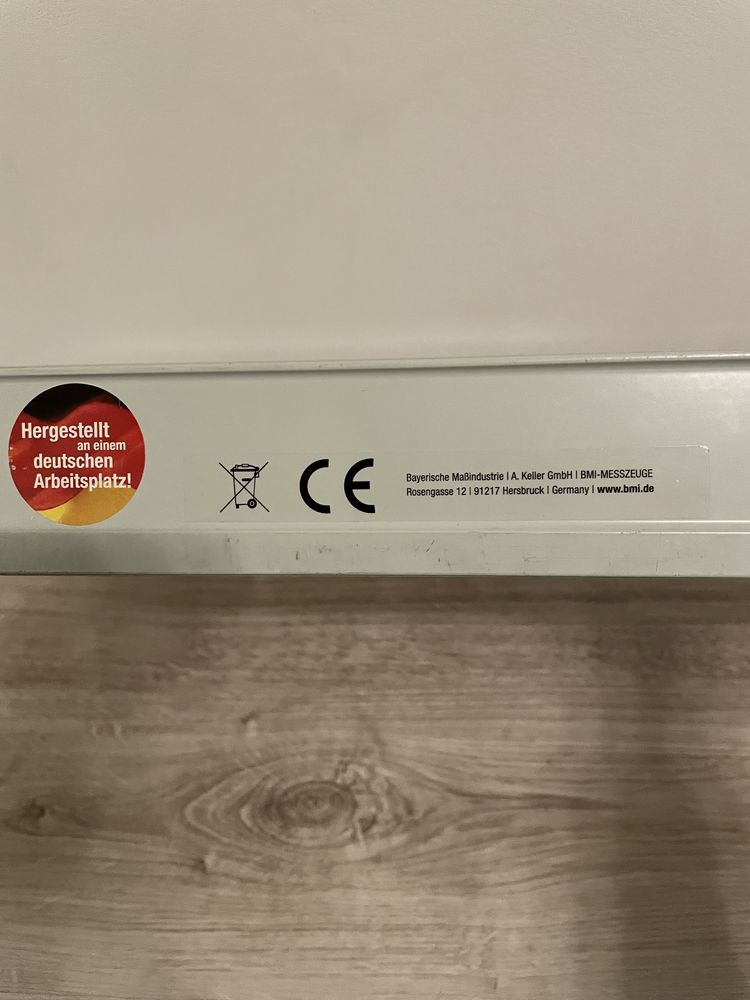 Hergestellt
an einem
deutschen
Arbeitsplatz!
CE
Bayerische Maßindustrie | A. Keller GmbH | BMI-MESSZEUGE
Rosengasse 12 | 91217 Hersbruck | Germany | www.bmi.de